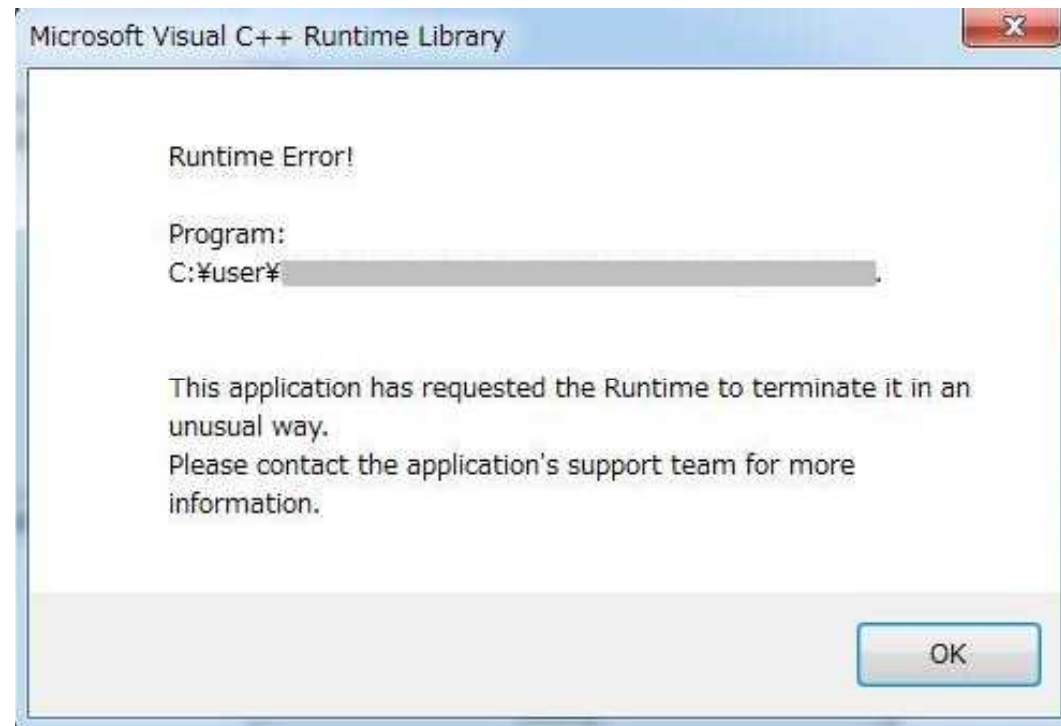 Microsoft Visual C++ Runtime Library
Runtime Error!
Program:
C:¥user¥ .
This application has requested the Runtime to terminate it in an
unusual way.
Please contact the application's support team for more
information.
OK